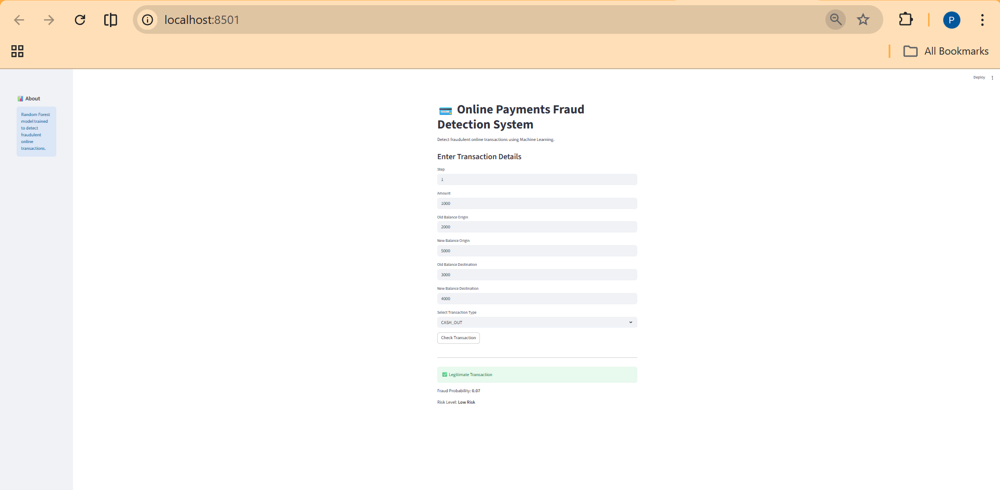 localhost:8501
P
All Bookmarks
Deploy
About
Random Forest
model trained
to detect
fraudulent
online
transactions.
Online Payments Fraud
Detection System
Detect fraudulent online transactions using Machine Learning.
Enter Transaction Details
Step
1
Amount
1000
Old Balance Origin
2000
New Balance Origin
5000
Old Balance Destination
3000
New Balance Destination
4000
Select Transaction Type
CASH_OUT
Check Transaction
Legitimate Transaction
Fraud Probability: 0.07
Risk Level: Low Risk